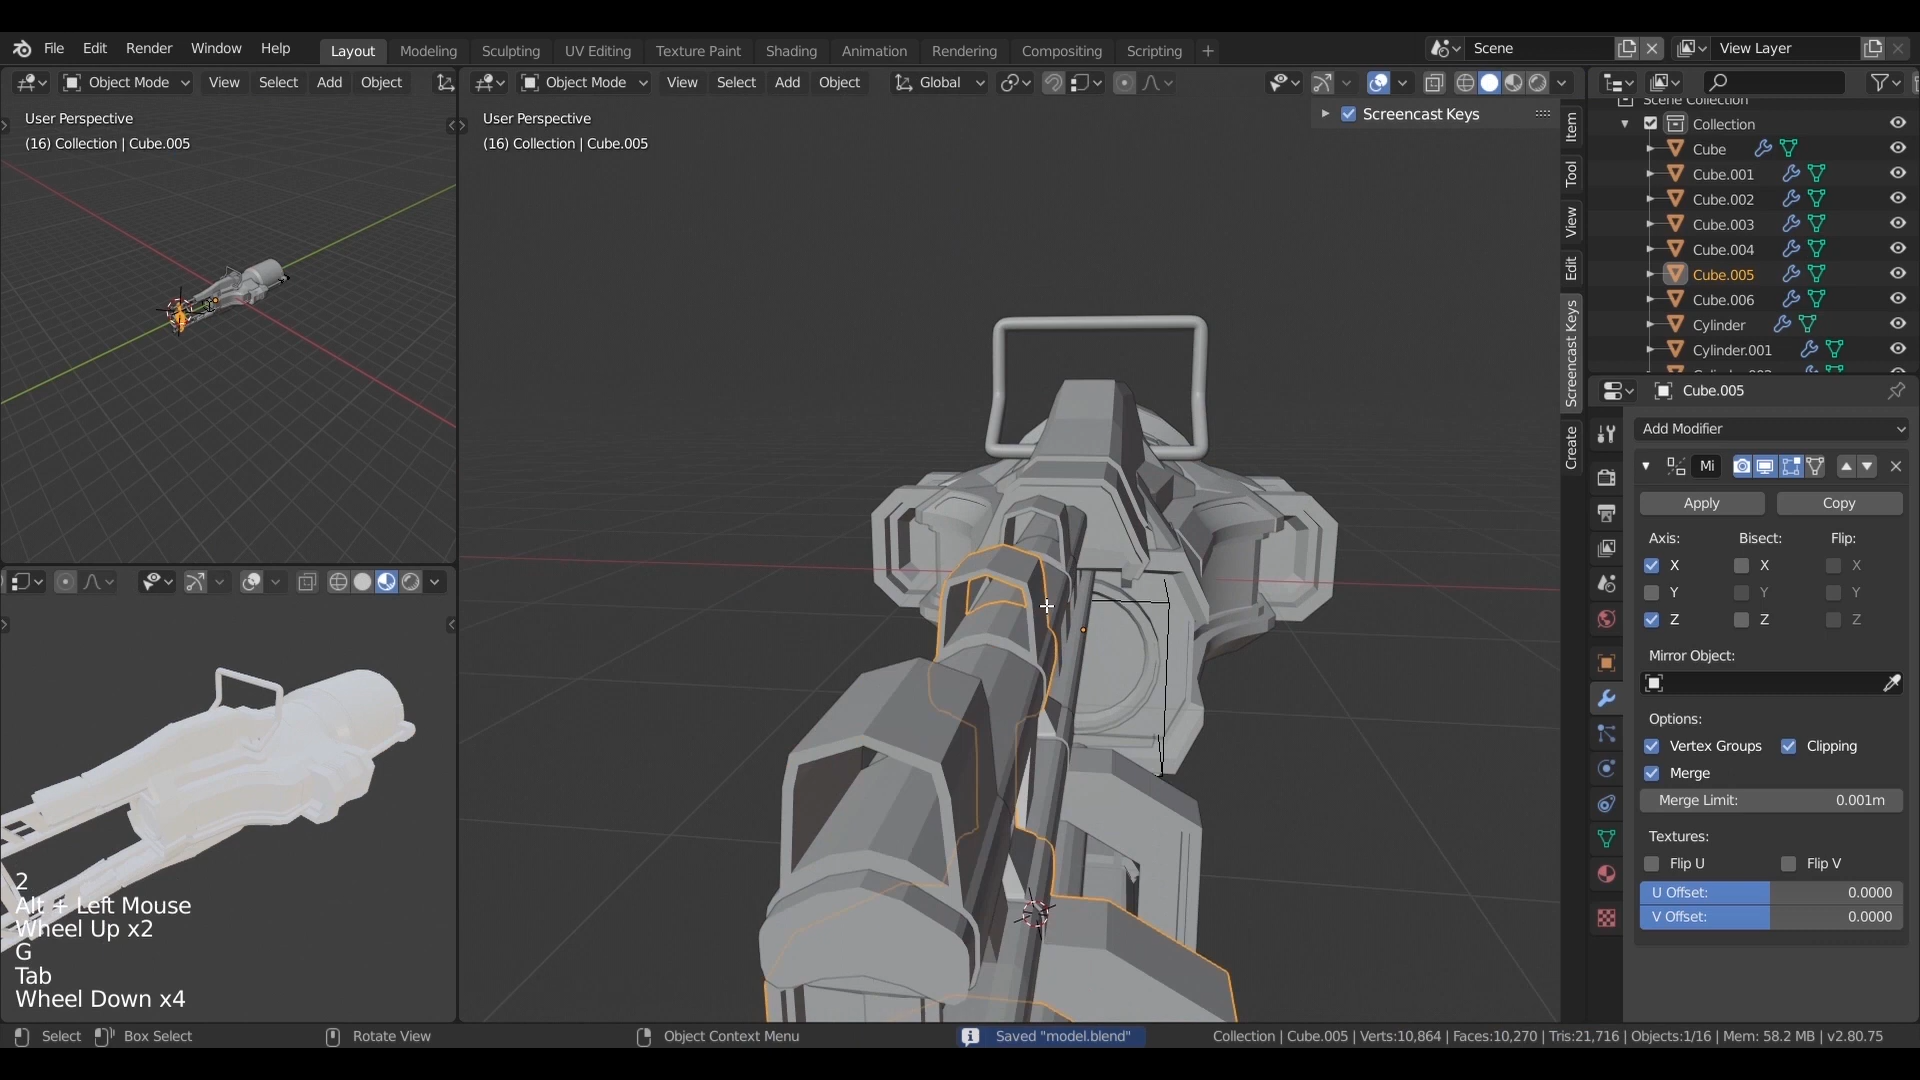 File Edit Render Window Help Layout Modeling Sculpting UV Editing Texture Paint Shading Animation Rendering Compositing Scripting + Scene View Layer
Object Mode View Select Add Object
Object Mode View Select Add Object Global
User Perspective
(16) Collection | Cube.005
User Perspective
(16) Collection | Cube.005
Screencast Keys
Item
Tool
View
Edit
Screencast Keys
Create
Scene Collection
Collection
Cube
Cube.001
Cube.002
Cube.003
Cube.004
Cube.005
Cube.006
Cylinder
Cylinder.001
Cube.005
Add Modifier
Mi
Apply Copy
Axis: Bisect: Flip:
X X X
Y Y Y
Z Z Z
Mirror Object:
Options:
Vertex Groups Clipping
Merge
Merge Limit: 0.001m
Textures:
Flip U Flip V
U Offset: 0.0000
V Offset: 0.0000
2
Alt + Left Mouse
Wheel Up x2
G
Tab
Wheel Down x4
Select Box Select Rotate View Object Context Menu Saved "model.blend" Collection | Cube.005 | Verts:10,864 | Faces:10,270 | Tris:21,716 | Objects:1/16 | Mem: 58.2 MB | v2.80.75